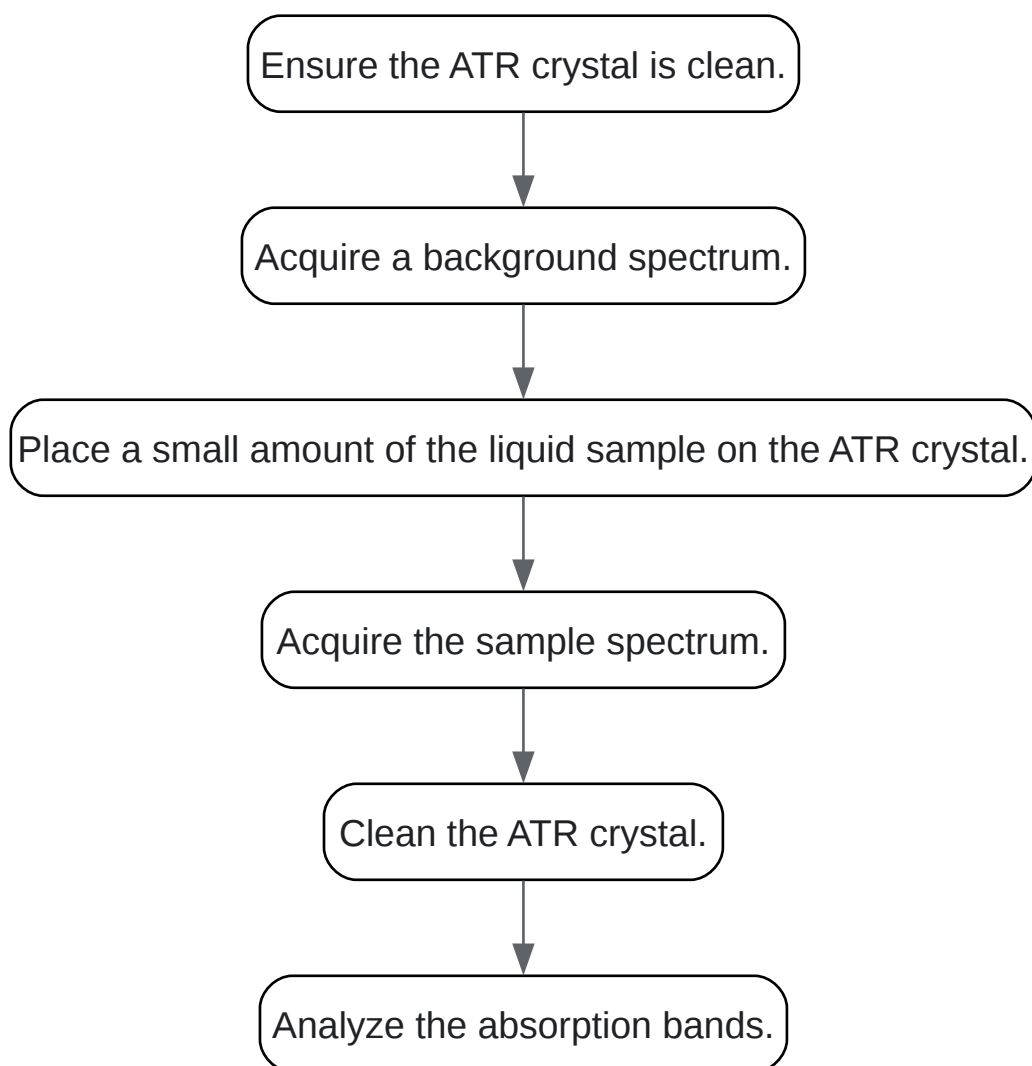 Ensure the ATR crystal is clean.
Acquire a background spectrum.
Place a small amount of the liquid sample on the ATR crystal.
Acquire the sample spectrum.
Clean the ATR crystal.
Analyze the absorption bands.